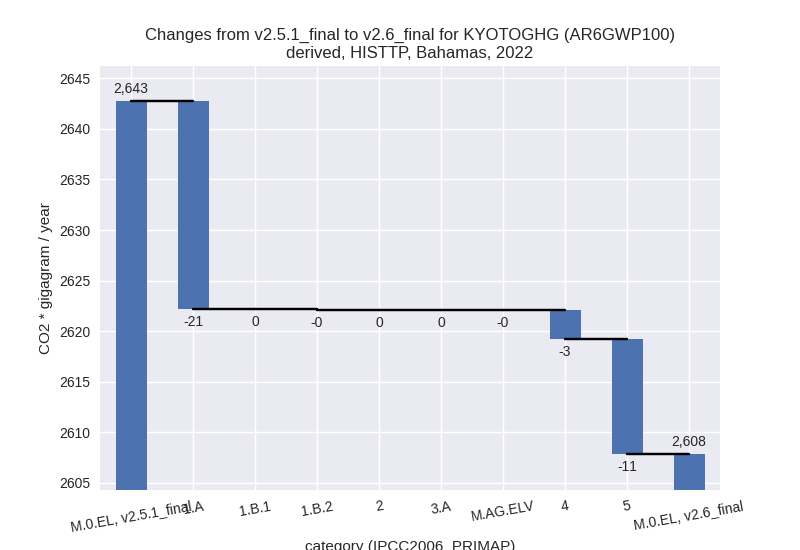 Changes from v2.5.1_final to v2.6_final for KYOTOGHG (AR6GWP100)
derived, HISTTP, Bahamas, 2022
CO2 * gigagram / year
2645
2640
2635
2630
2625
2620
2615
2610
2605
2,643
-21
0
-0
0
0
-0
-3
-11
2,608
M.0.EL, v2.5.1_final
1.A
1.B.1
1.B.2
2
3.A
M.AG.ELV
4
5
M.0.EL, v2.6_final
category (IPCC2006_PRIMAP)